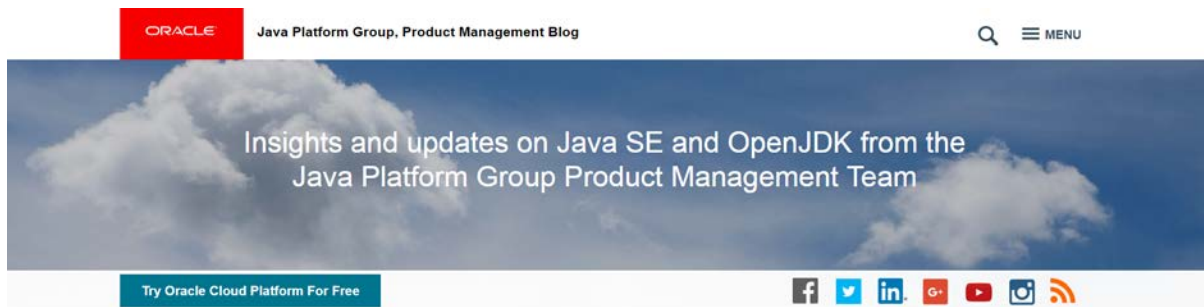 ORACLE Java Platform Group, Product Management Blog MENU
Insights and updates on Java SE and OpenJDK from the
Java Platform Group Product Management Team
Try Oracle Cloud Platform For Free f in. G+